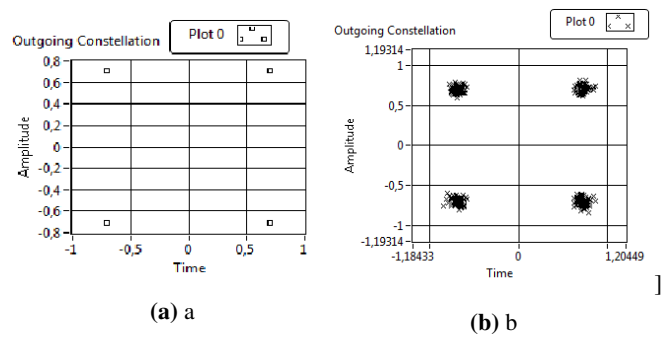 Outgoing Constellation
Plot 0
0,8
0,6
0,4
0,2
0
-0,2
-0,4
-0,6
-0,8
Amplitude
-1
-0,5
0
0,5
1
Time
(a) a
Outgoing Constellation
Plot 0
1,19314
1
0,5
0
-0,5
-1
-1,19314
Amplitude
-1,18433
0
1,20449
Time
(b) b
]